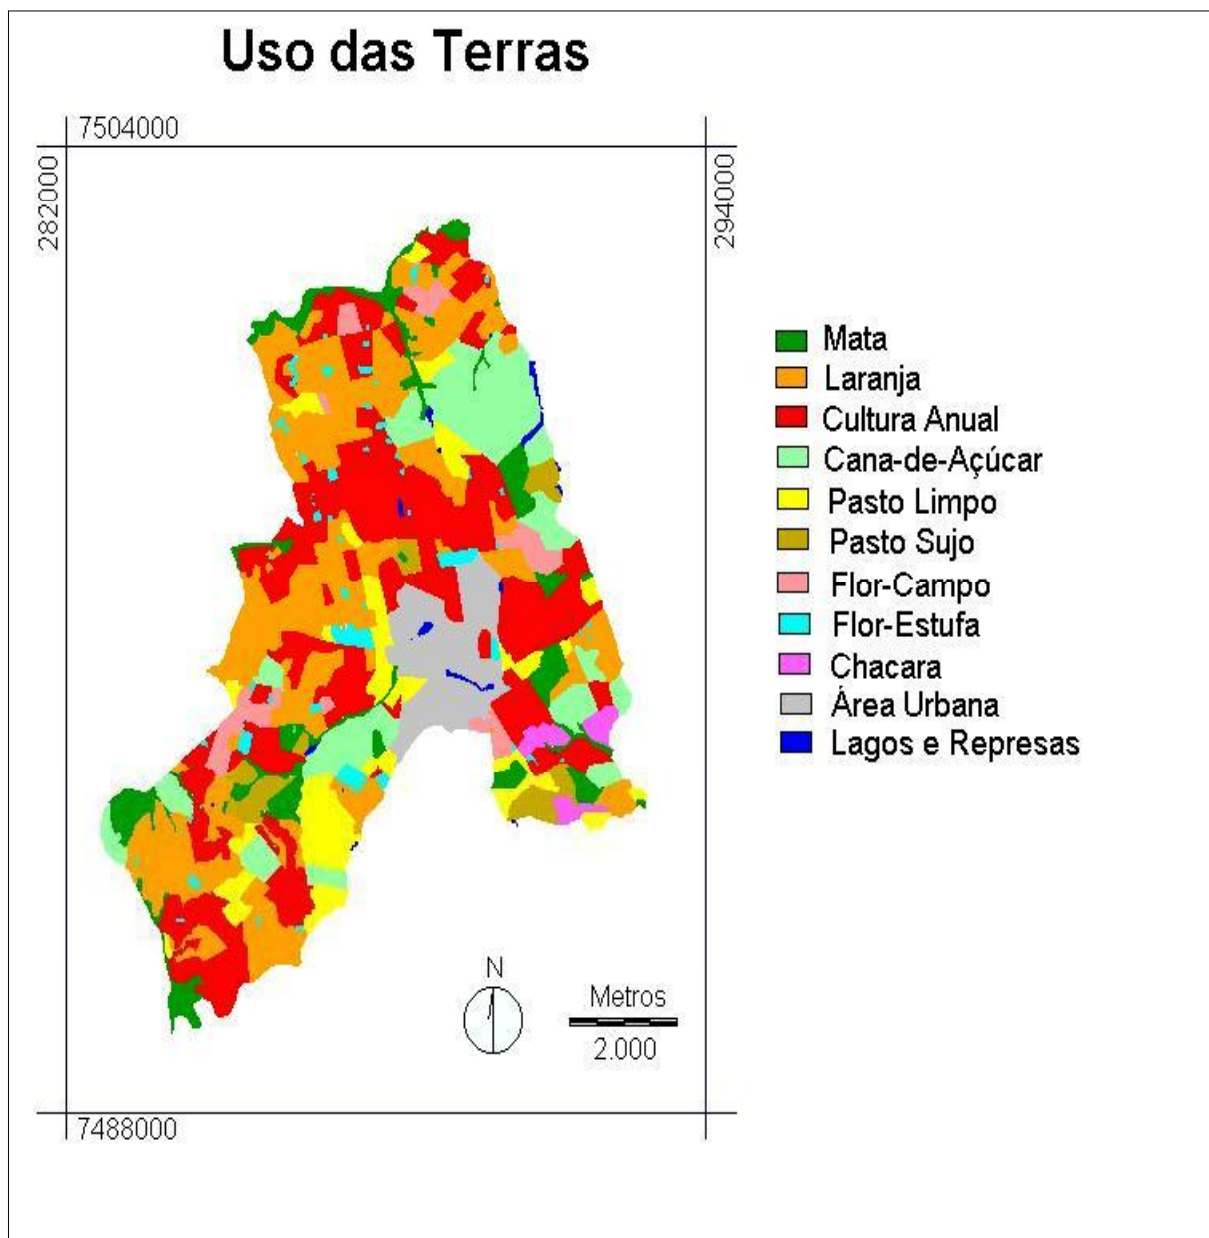 Uso das Terras
7504000
282000
294000
Mata
Laranja
Cultura Anual
Cana-de-Açúcar
Pasto Limpo
Pasto Sujo
Flor-Campo
Flor-Estufa
Chacara
Área Urbana
Lagos e Represas
N
Metros
2.000
7488000